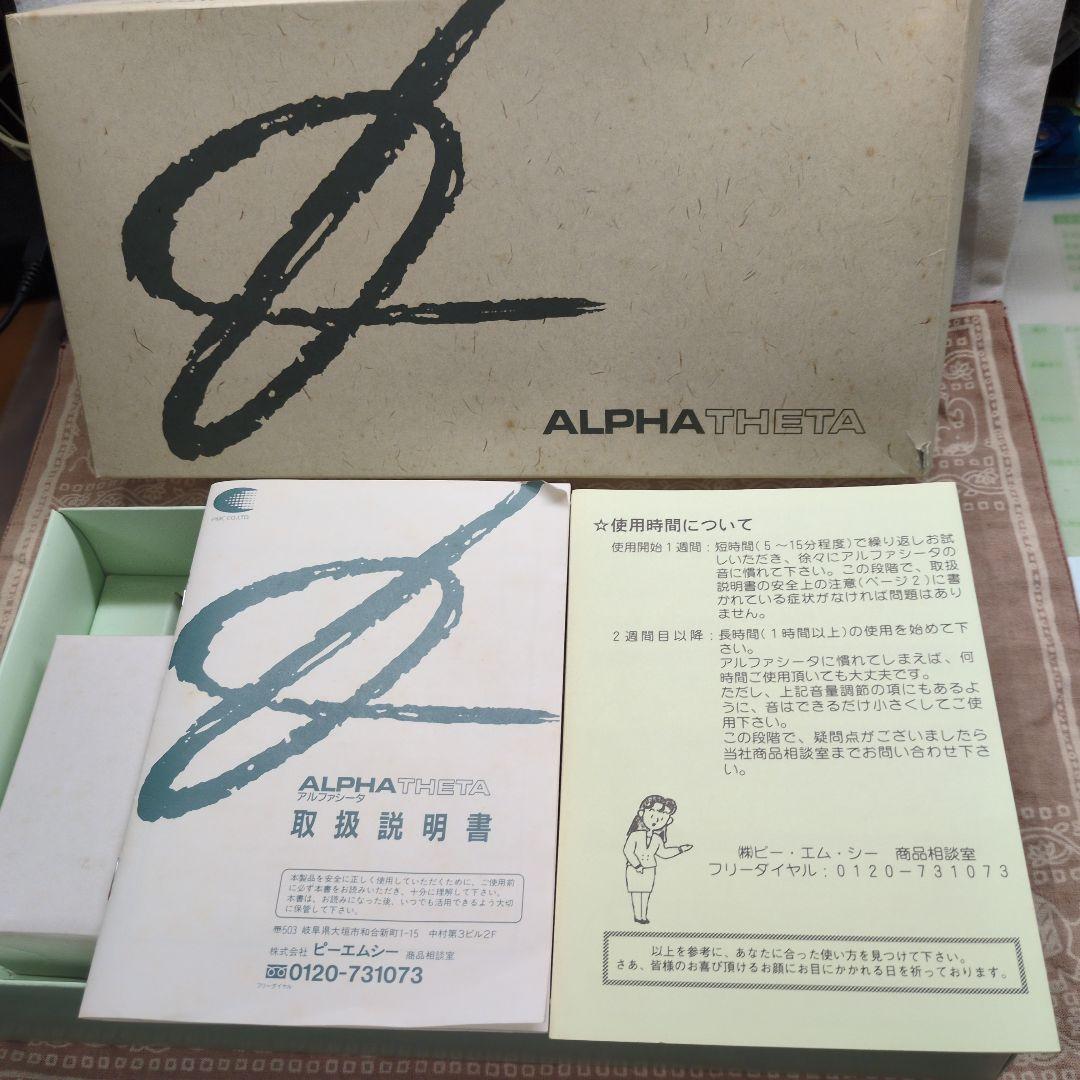 ALPHATHETA
PMC CO.,LTD.
ALPHATHETA
アルファシータ
取扱説明書
本製品を安全に正しく使用していただくために、ご使用前
に必ず本書をお読みいただき、十分に理解して下さい。
本書は、お読みになった後、いつでも活用できるよう大切
に保管して下さい。
〒503 岐阜県大垣市和合新町1-15 中村第3ビル2F
株式会社 ピーエムシー 商品相談室
0120-731073
フリーダイヤル
☆使用時間について
使用開始1週間:短時間(5～15分程度)で繰り返しお試
しいただき、徐々にアルファシータの
音に慣れて下さい。この段階で、取扱
説明書の安全上の注意(ページ2)に書
かれている症状がなければ問題はあり
ません。
2週間目以降:長時間(1時間以上)の使用を始めて下
さい。
アルファシータに慣れてしまえば、何
時間ご使用頂いても大丈夫です。
ただし、上記音量調節の項にもあるよ
うに、音はできるだけ小さくしてご使
用下さい。
この段階で、疑問点がございましたら
当社商品相談室までお問い合わせ下さ
い。
㈱ピー・エム・シー 商品相談室
フリーダイヤル:0120-731073
以上を参考に、あなたに合った使い方を見つけて下さい。
さあ、皆様のお喜び頂けるお顔にお目にかかれる日を祈っております。